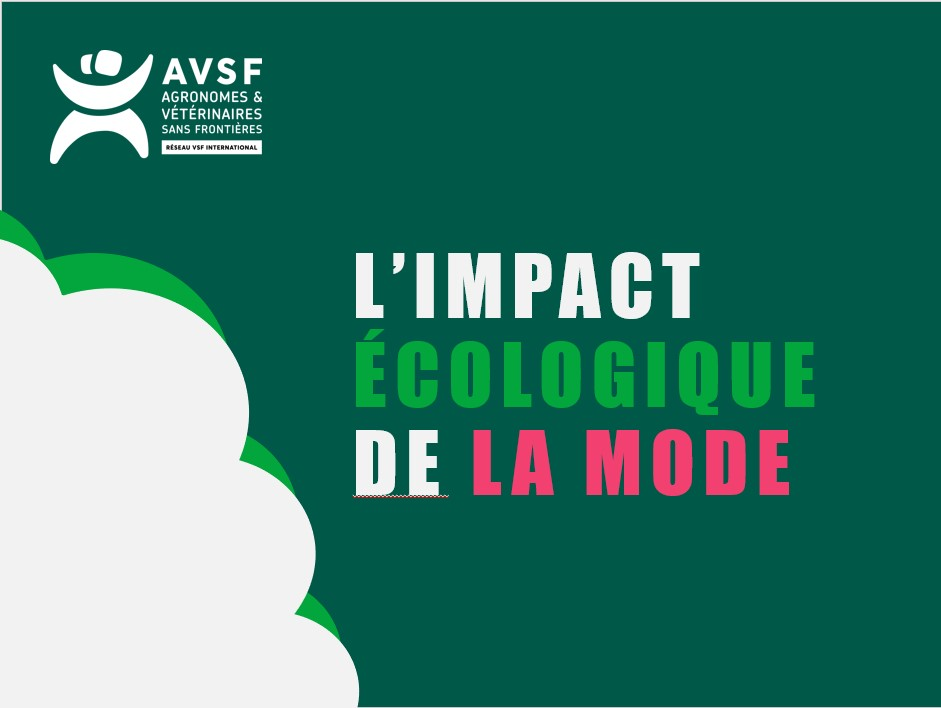 AVSF
AGRONOMES &
VÉTÉRINAIRES
SANS FRONTIÈRES
RÉSEAU VSF INTERNATIONAL
L’IMPACT
ÉCOLOGIQUE
DE LA MODE